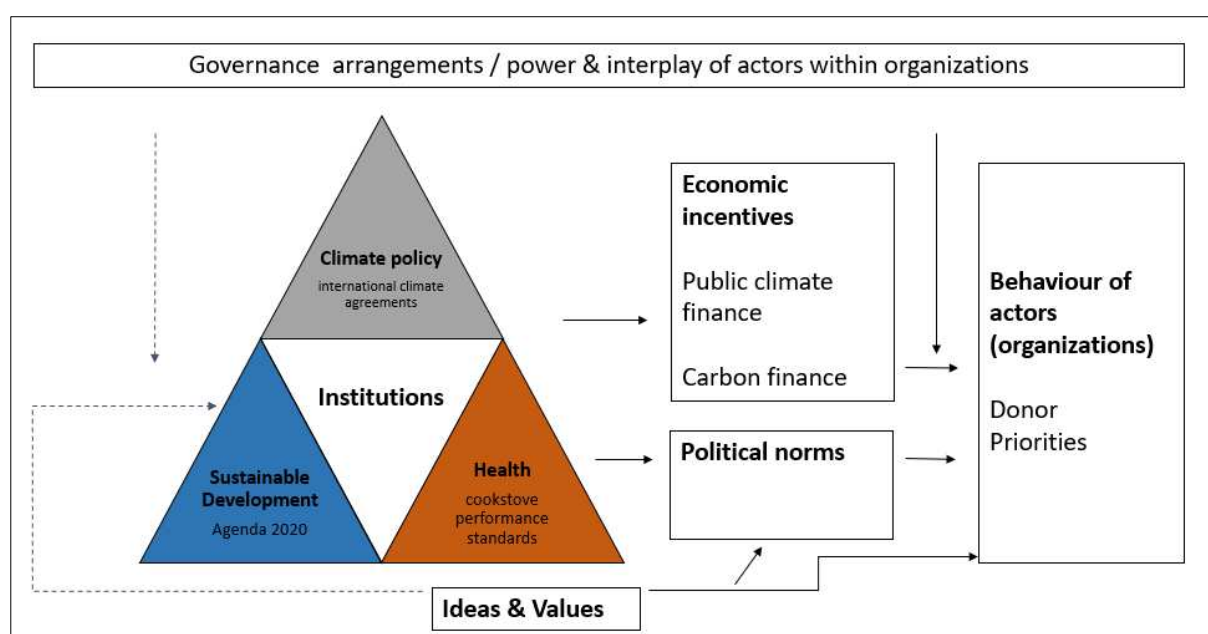 Governance arrangements / power & interplay of actors within organizations
Climate policy
international climate
agreements
Institutions
Sustainable
Development
Agenda 2020
Health
cookstove
performance
standards
Economic
incentives
Public climate
finance
Carbon finance
Political norms
Behaviour of
actors
(organizations)
Donor
Priorities
Ideas & Values